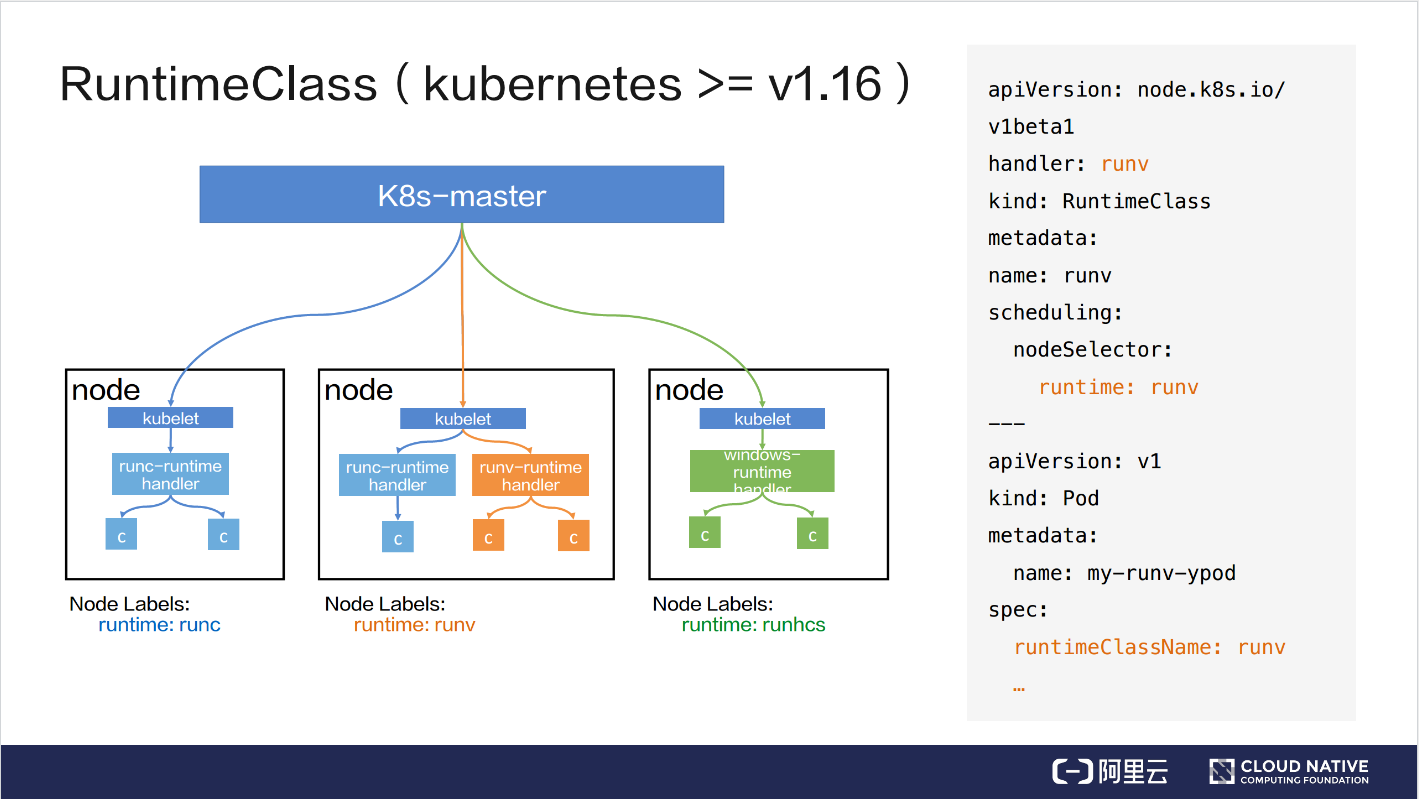 RuntimeClass ( kubernetes >= v1.16 )
K8s-master
node
kubelet
runc-runtime
handler
c
c
Node Labels:
runtime: runc
node
kubelet
runc-runtime
handler
runv-runtime
handler
c
c
c
Node Labels:
runtime: runv
node
kubelet
windows-
runtime
handler
c
c
Node Labels:
runtime: runhcs
apiVersion: node.k8s.io/
v1beta1
handler: runv
kind: RuntimeClass
metadata:
name: runv
scheduling:
  nodeSelector:
    runtime: runv
---
apiVersion: v1
kind: Pod
metadata:
  name: my-runv-ypod
spec:
  runtimeClassName: runv
  …
阿里云
CLOUD NATIVE
COMPUTING FOUNDATION